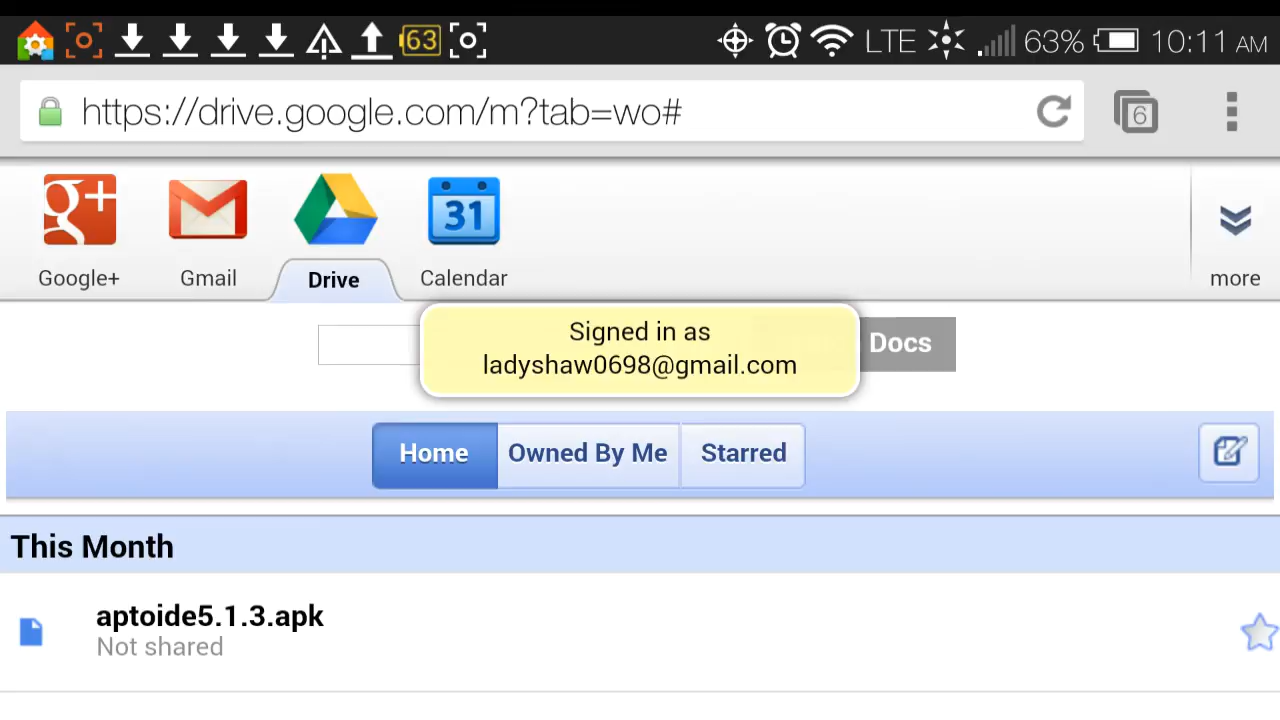 63 LTE 63% 10:11 AM
https://drive.google.com/m?tab=wo#
6
g+
31
Google+ Gmail Drive Calendar more
Signed in as
ladyshaw0698@gmail.com
Docs
Home Owned By Me Starred
This Month
aptoide5.1.3.apk
Not shared